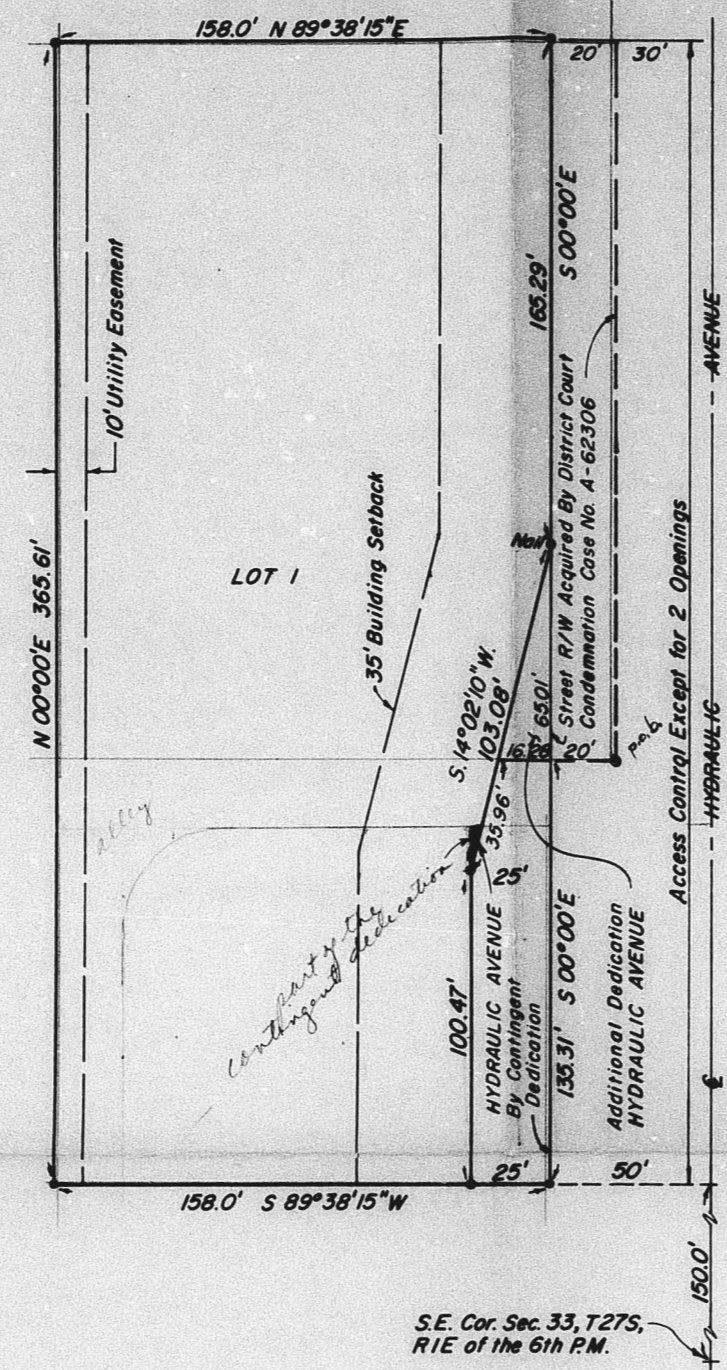 158.0' N 89°38'15"E
20' 30'
10' Utility Easement
N 00°00'E 365.61'
LOT 1
35' Building Setback
165.29' S 00°00'E
Nail
S. 14°02'10"W.
103.08'
65.01'
16.28'
20'
p.o.b.
Street R/W Acquired By District Court
Condemnation Case No. A-62306
Access Control Except for 2 Openings
HYDRAULIC AVENUE
alley
35.96'
25'
part of the
contingent dedication
100.47'
HYDRAULIC AVENUE
By Contingent
Dedication
135.31' S 00°00'E
Additional Dedication
HYDRAULIC AVENUE
℄
25' 50'
158.0' S 89°38'15"W
150.0'
S.E. Cor. Sec. 33, T27S,
R1E of the 6th P.M.